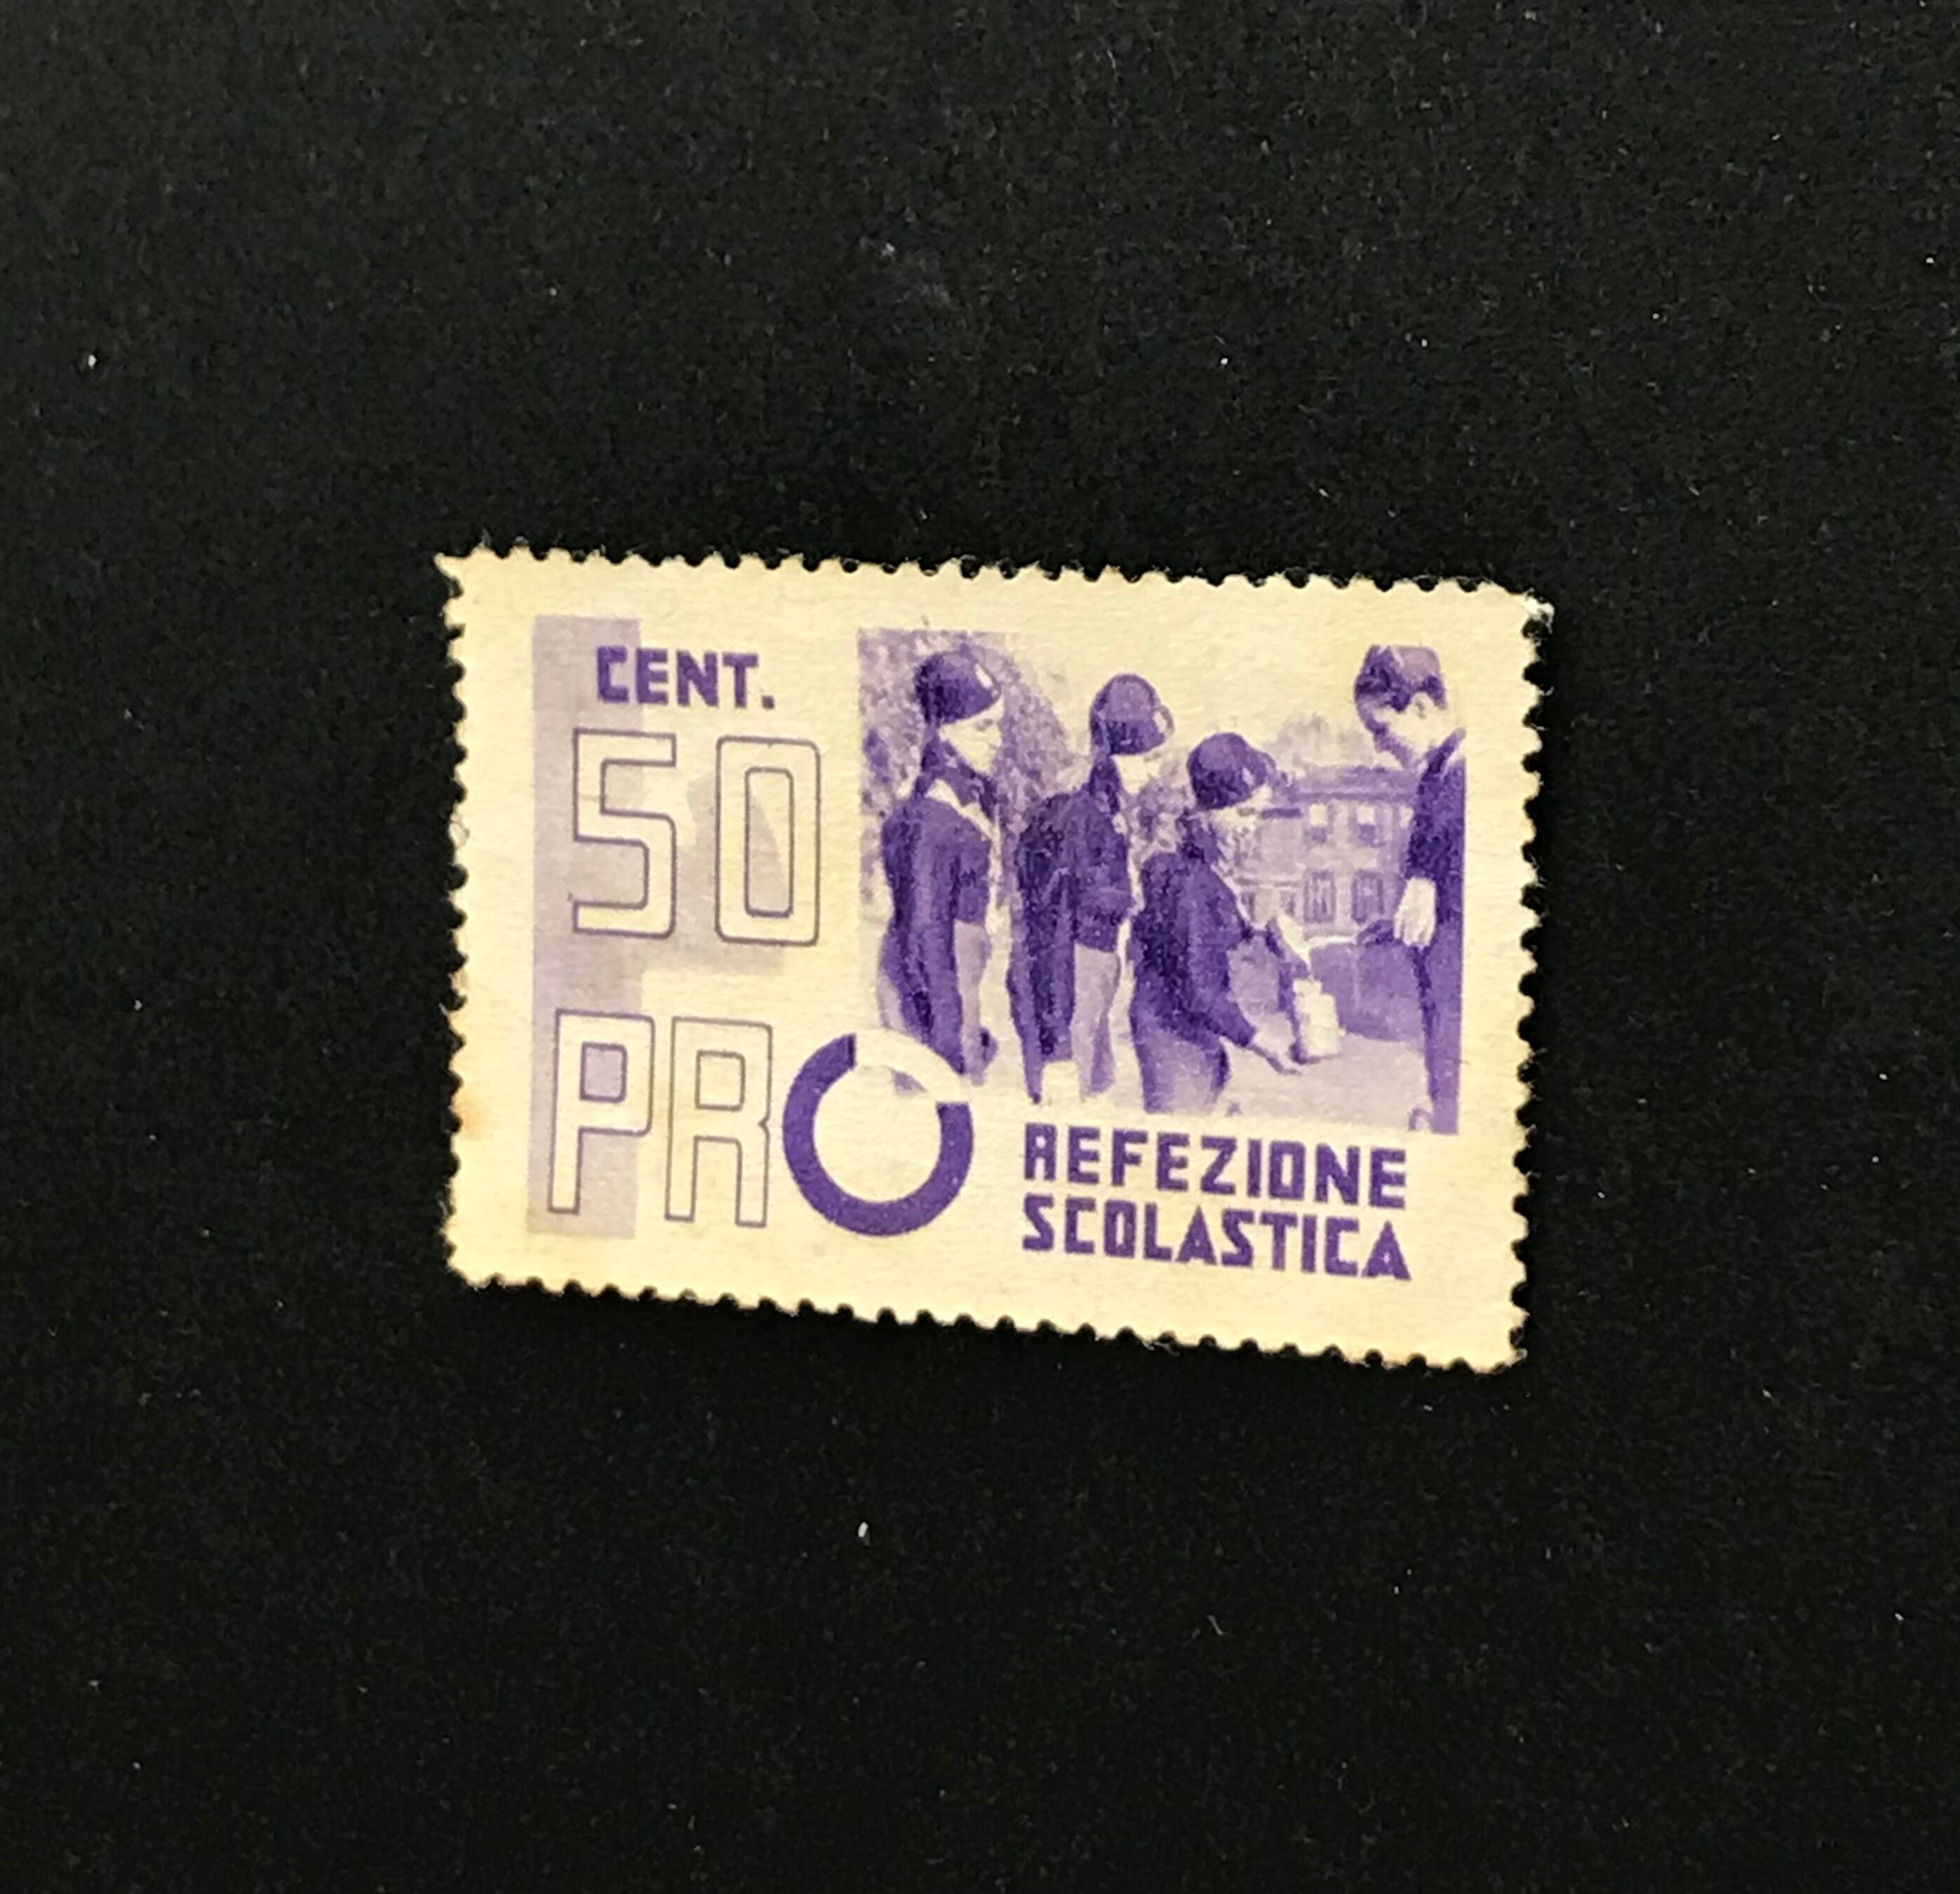 CENT.
50
PRO
REFEZIONE
SCOLASTICA